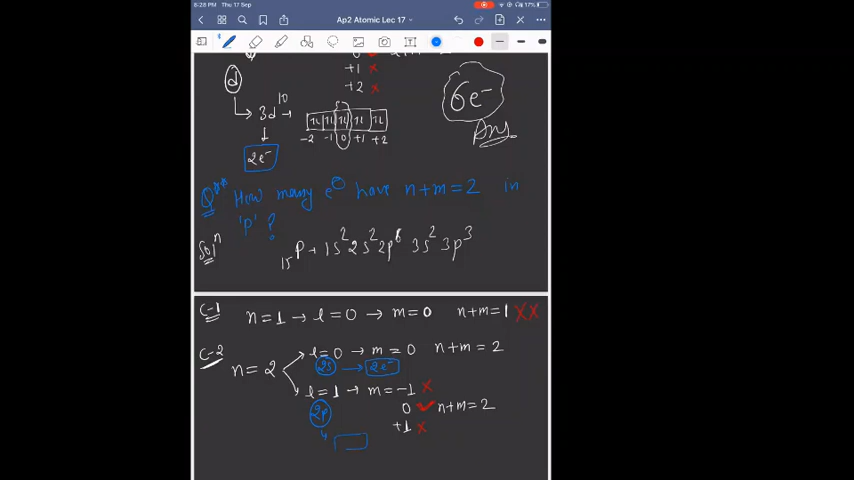 8:28 PM Thu 17 Sep
17%
Ap2 Atomic Lec 17
+1 ×
+2 ×
d
3d10
-2 -1 0 +1 +2
2e-
6e-
Ans
Q** How many e⊖ have n+m=2 in
'p' ?
Soln
15P → 1s2 2s2 2p6 3s2 3p3
C-1 n=1 → l=0 → m=0 n+m=1 XX
C-2 n=2
l=0 → m=0 n+m=2
2s → 2e-
l=1 → m=-1 ×
2p 0 ✓ n+m=2
+1 ×